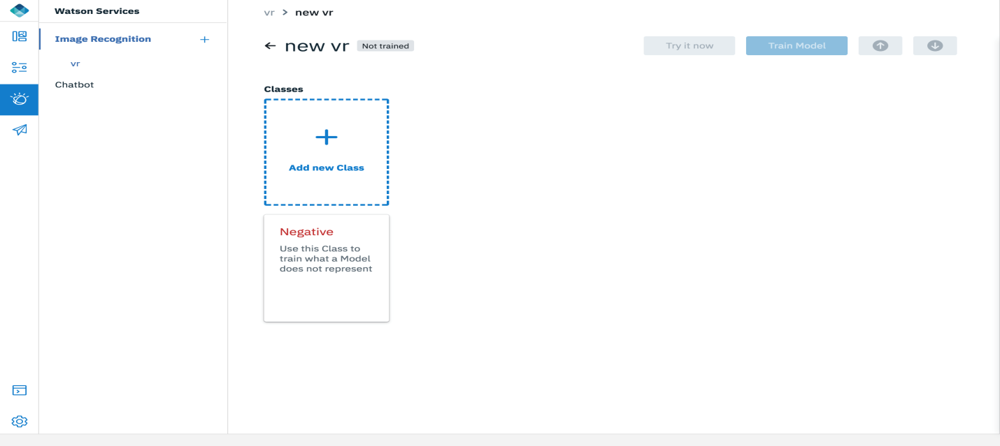 Watson Services
Image Recognition
vr
Chatbot
vr > new vr
new vr
Not trained
Try it now
Train Model
Classes
Add new Class
Negative
Use this Class to
train what a Model
does not represent